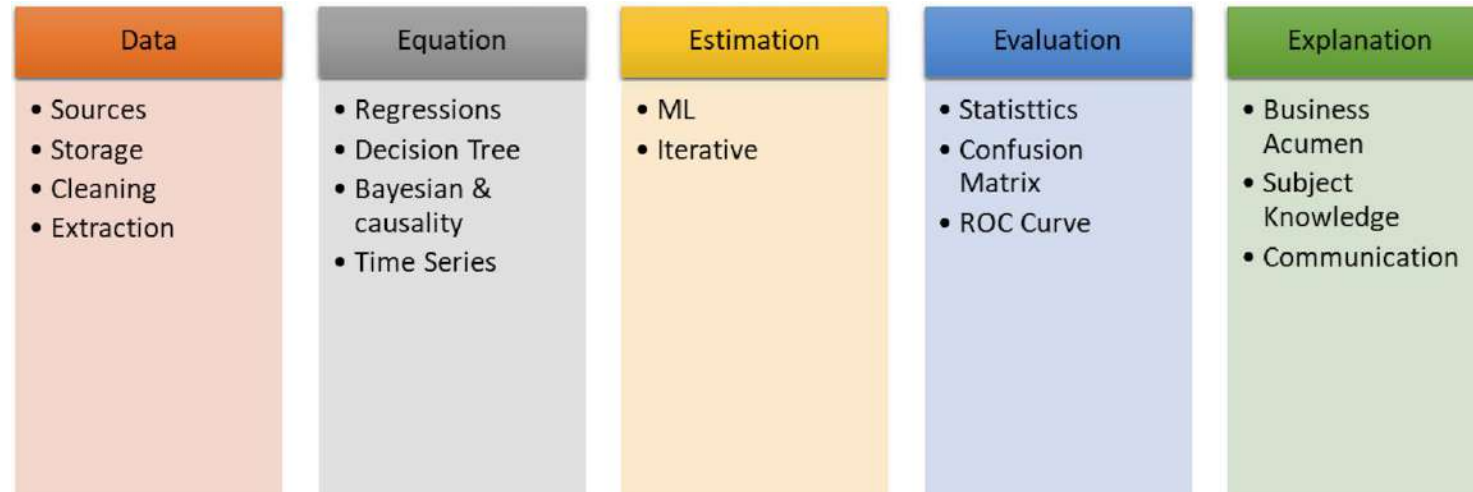 Data
• Sources
• Storage
• Cleaning
• Extraction
Equation
• Regressions
• Decision Tree
• Bayesian &
causality
• Time Series
Estimation
• ML
• Iterative
Evaluation
• Statisttics
• Confusion
Matrix
• ROC Curve
Explanation
• Business
Acumen
• Subject
Knowledge
• Communication